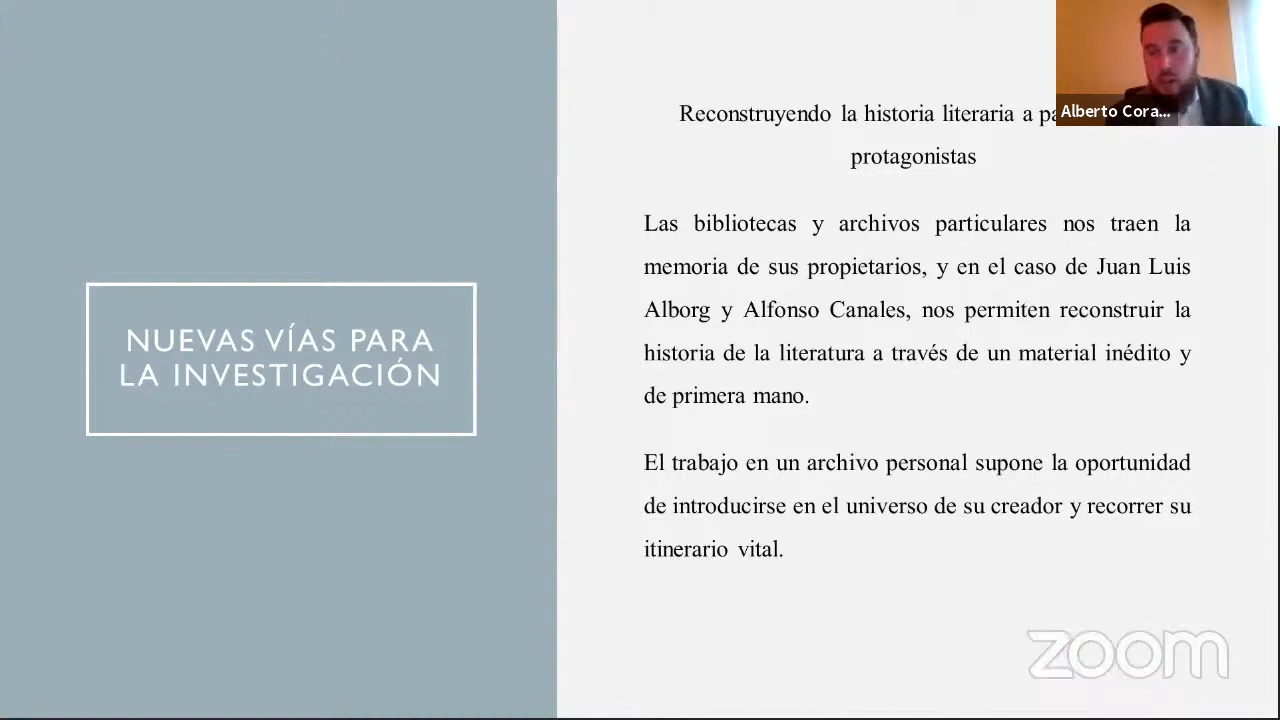 NUEVAS VÍAS PARA
LA INVESTIGACIÓN
Reconstruyendo la historia literaria a
protagonistas
Las bibliotecas y archivos particulares nos traen la
memoria de sus propietarios, y en el caso de Juan Luis
Alborg y Alfonso Canales, nos permiten reconstruir la
historia de la literatura a través de un material inédito y
de primera mano.
El trabajo en un archivo personal supone la oportunidad
de introducirse en el universo de su creador y recorrer su
itinerario vital.
Alberto Cora...
zoom